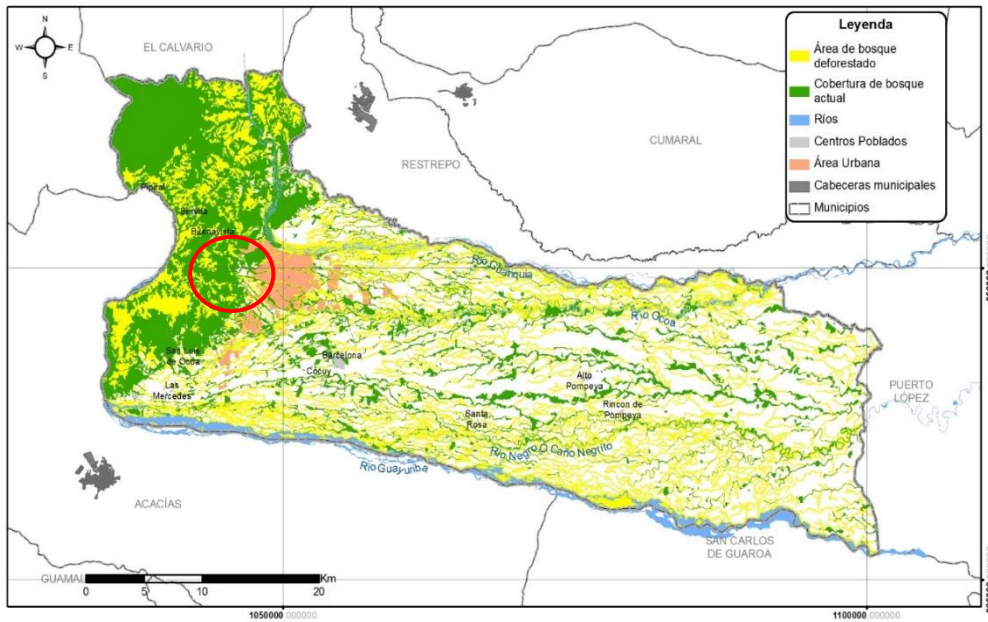 N
W E
S
EL CALVARIO
Leyenda
Área de bosque
deforestado
Cobertura de bosque
actual
Ríos
Centros Poblados
Área Urbana
Cabeceras municipales
Municipios
CUMARAL
RESTREPO
Pipiral
Servita
Buenavista
Río Guatiquia
Río Ocoa
San Luis
de Ocoa
Barcelona
Cocuy
Las
Mercedes
Alto
Pompeya
Rincon de
Pompeya
Santa
Rosa
PUERTO
LÓPEZ
Río Negro O Caño Negrito
Río Guayuriba
ACACÍAS
SAN CARLOS
DE GUAROA
GUAMAL
Km
0 5 10 20
1050000.000000
1100000.000000